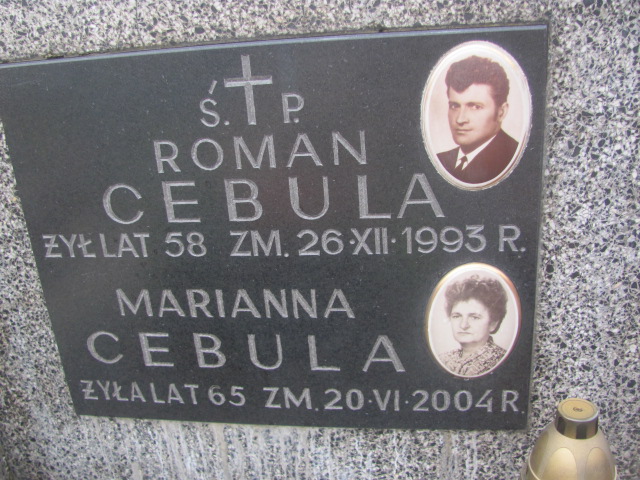 Ś. P.
ROMAN
CEBULA
ŻYŁ LAT 58 ZM. 26·XII·1993 R.
MARIANNA
CEBULA
ŻYŁA LAT 65 ZM. 20·VI·2004 R.